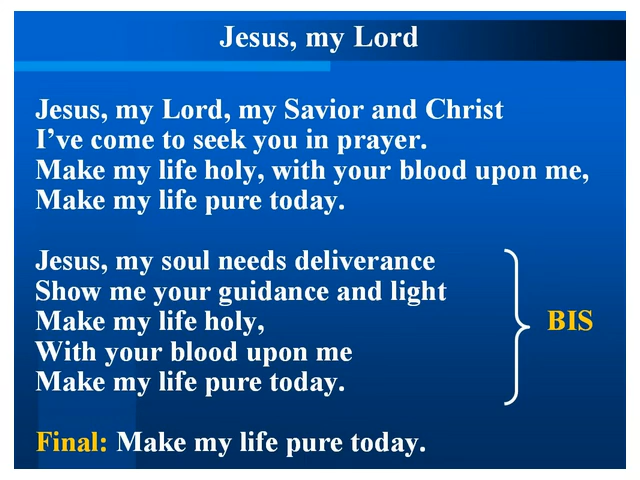 Jesus, my Lord
Jesus, my Lord, my Savior and Christ
I’ve come to seek you in prayer.
Make my life holy, with your blood upon me,
Make my life pure today.
Jesus, my soul needs deliverance
Show me your guidance and light
Make my life holy,
With your blood upon me
Make my life pure today.
BIS
Final: Make my life pure today.